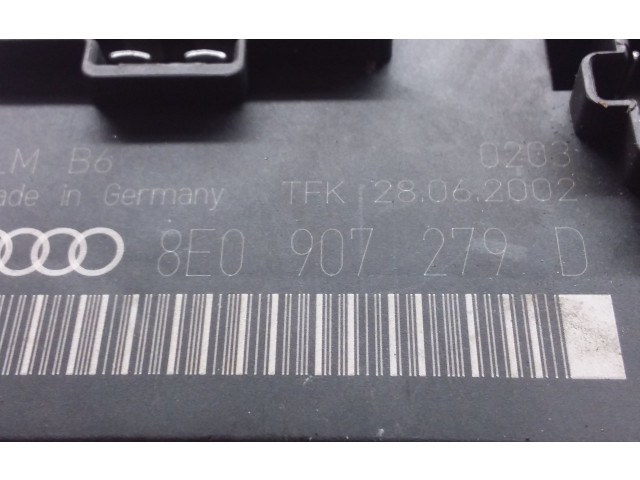 LM B6 0203
ade in Germany TFK 28.06.2002
8E0 907 279 D